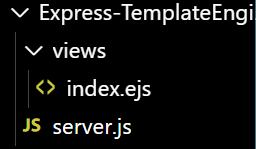 Express-TemplateEngi
views
<> index.ejs
JS server.js